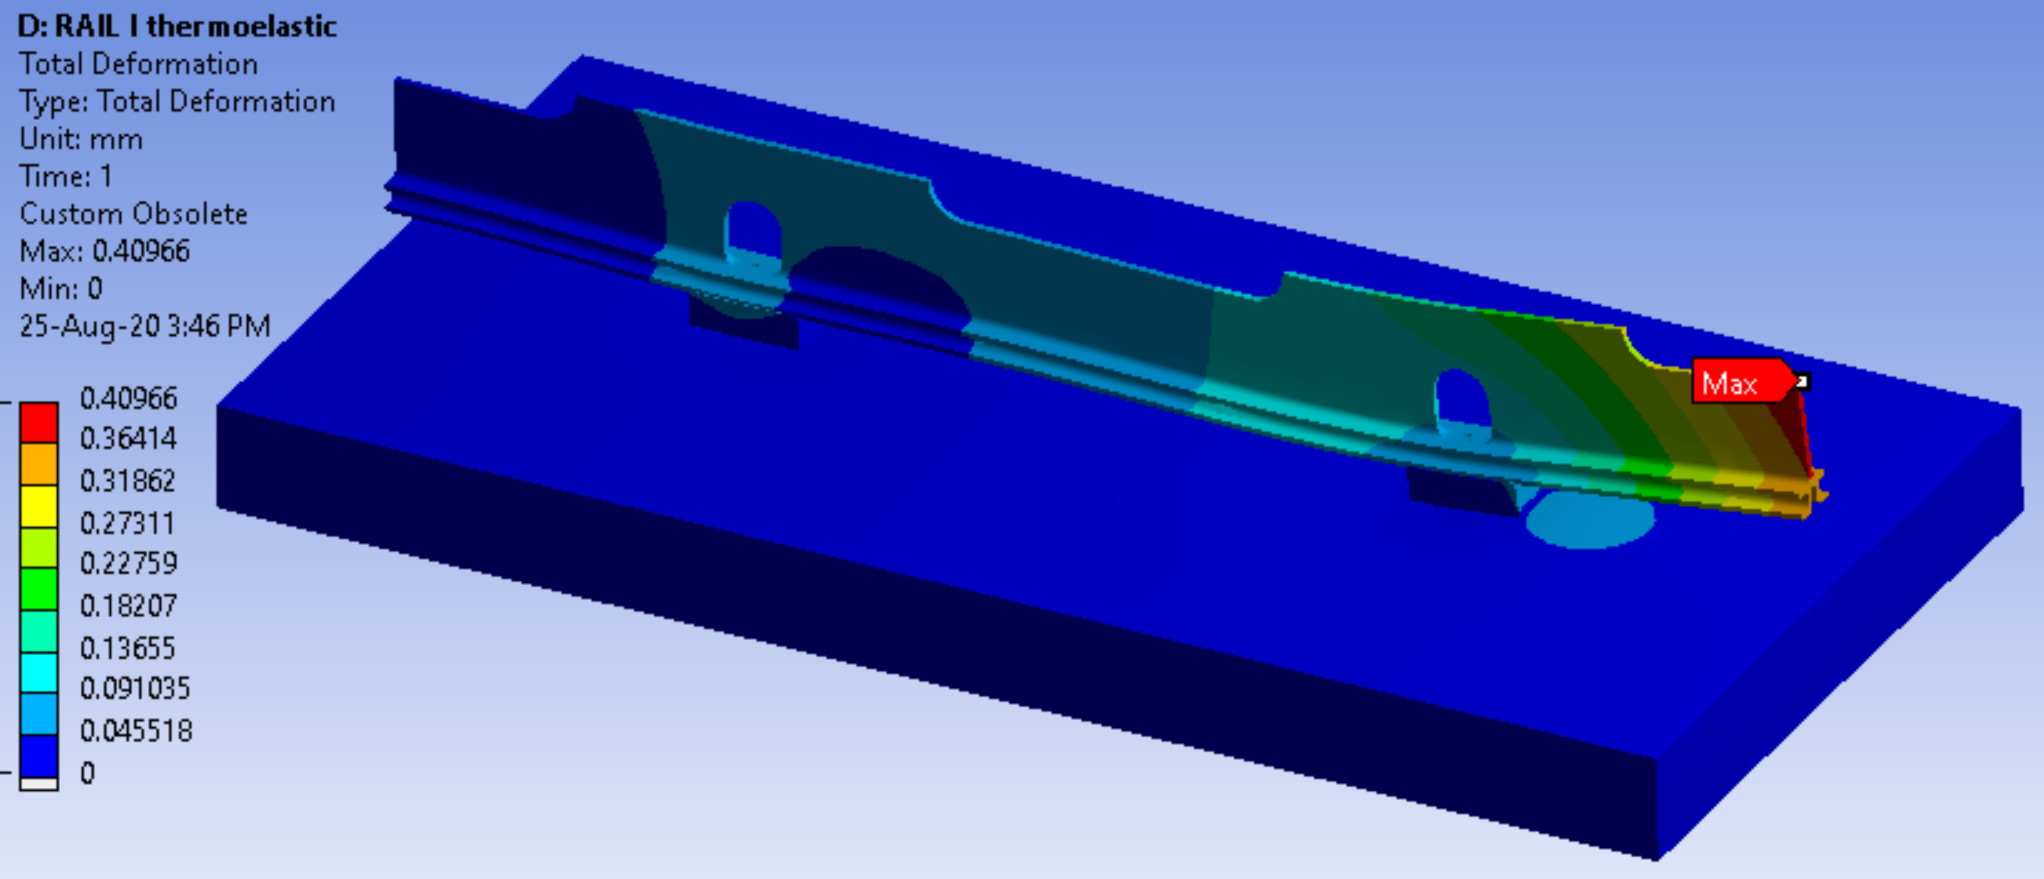 D: RAIL I thermoelastic
Total Deformation
Type: Total Deformation
Unit: mm
Time: 1
Custom Obsolete
Max: 0.40966
Min: 0
25-Aug-20 3:46 PM
0.40966
0.36414
0.31862
0.27311
0.22759
0.18207
0.13655
0.091035
0.045518
0
Max